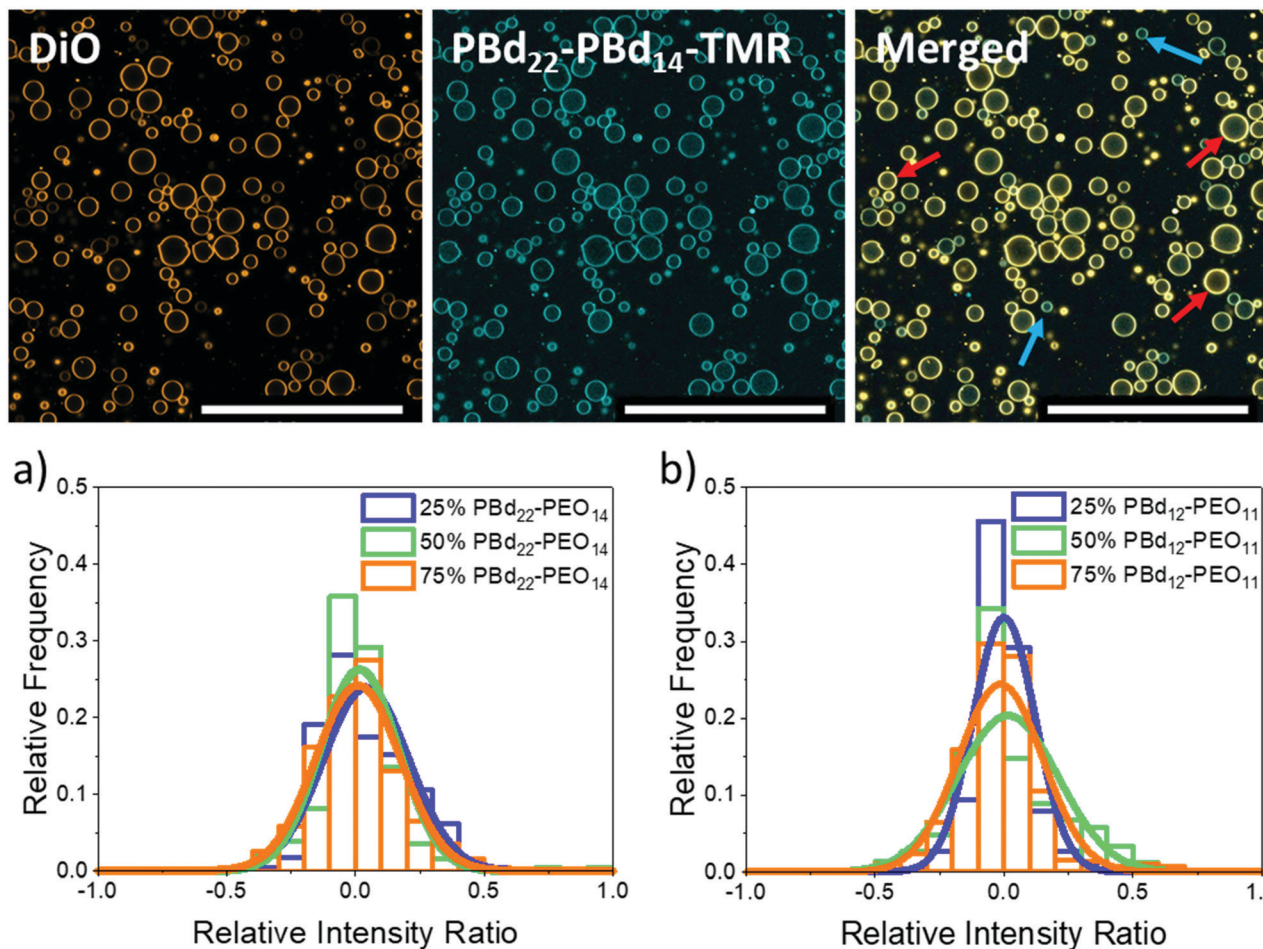 DiO
PBd₂₂-PBd₁₄-TMR
Merged
a)
0.5
0.4
0.3
0.2
0.1
0.0
Relative Frequency
25% PBd₂₂-PEO₁₄
50% PBd₂₂-PEO₁₄
75% PBd₂₂-PEO₁₄
-1.0 -0.5 0.0 0.5 1.0
Relative Intensity Ratio
b)
0.5
0.4
0.3
0.2
0.1
0.0
Relative Frequency
25% PBd₁₂-PEO₁₁
50% PBd₁₂-PEO₁₁
75% PBd₁₂-PEO₁₁
-1.0 -0.5 0.0 0.5 1.
Relative Intensity Ratio